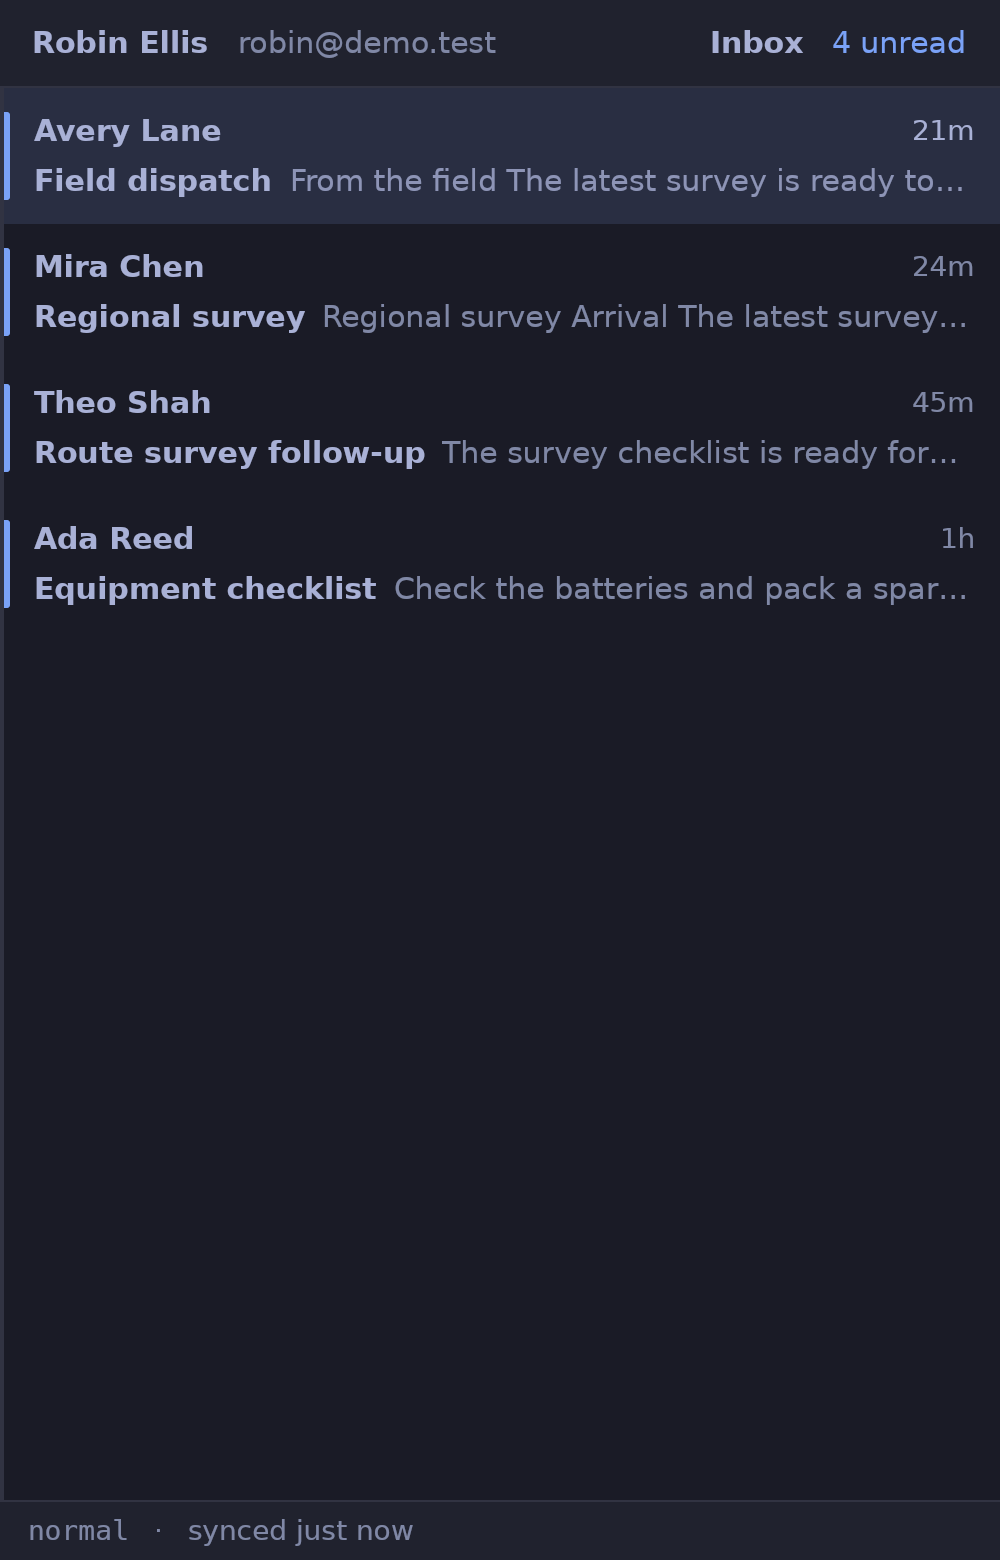 Robin Ellis robin@demo.test Inbox 4 unread
Avery Lane 21m
Field dispatch From the field The latest survey is ready to…
Mira Chen 24m
Regional survey Regional survey Arrival The latest survey…
Theo Shah 45m
Route survey follow-up The survey checklist is ready for…
Ada Reed 1h
Equipment checklist Check the batteries and pack a spar…
normal · synced just now